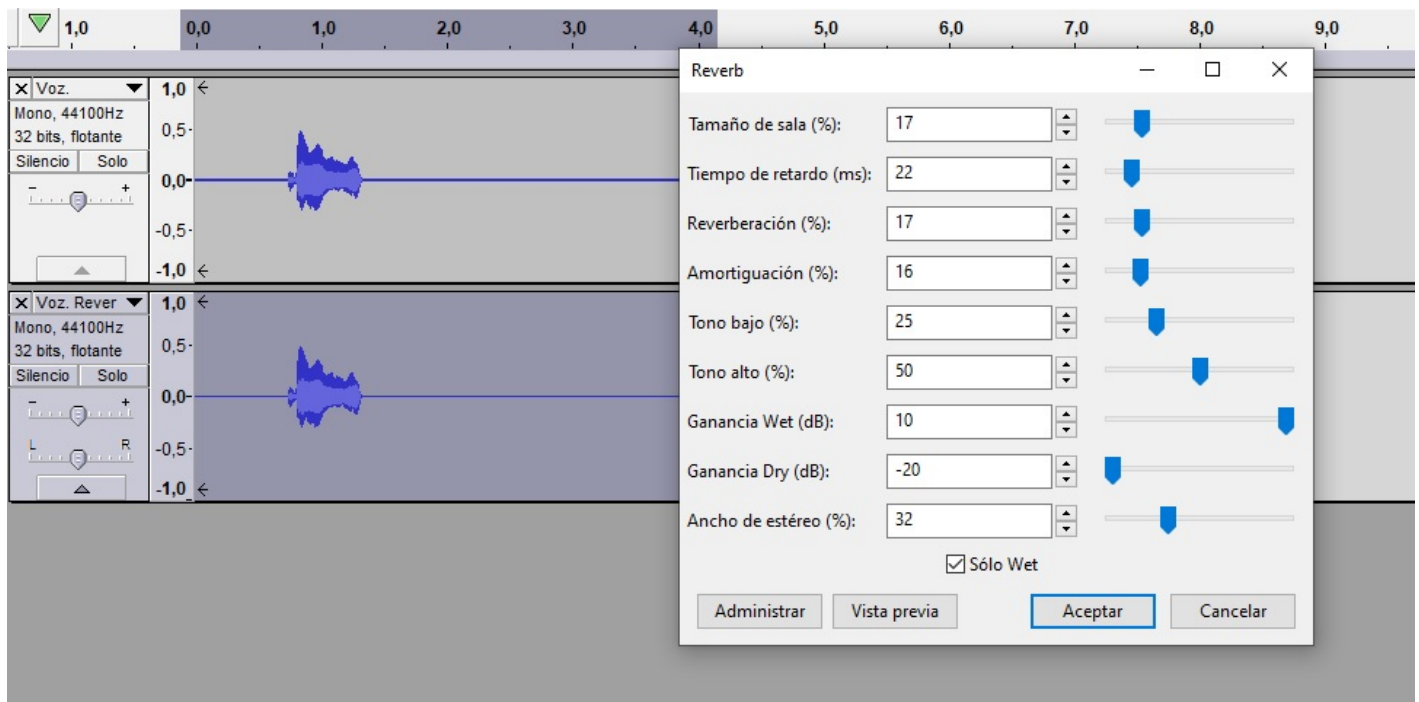 1,0 0,0 1,0 2,0 3,0 4,0 5,0 6,0 7,0 8,0 9,0
Voz.
Mono, 44100Hz
32 bits, flotante
Silencio Solo
- +
1,0
0,5
0,0
-0,5
-1,0
Voz. Rever
Mono, 44100Hz
32 bits, flotante
Silencio Solo
- +
L R
1,0
0,5
0,0
-0,5
-1,0
Reverb
Tamaño de sala (%): 17
Tiempo de retardo (ms): 22
Reverberación (%): 17
Amortiguación (%): 16
Tono bajo (%): 25
Tono alto (%): 50
Ganancia Wet (dB): 10
Ganancia Dry (dB): -20
Ancho de estéreo (%): 32
Sólo Wet
Administrar Vista previa Aceptar Cancelar